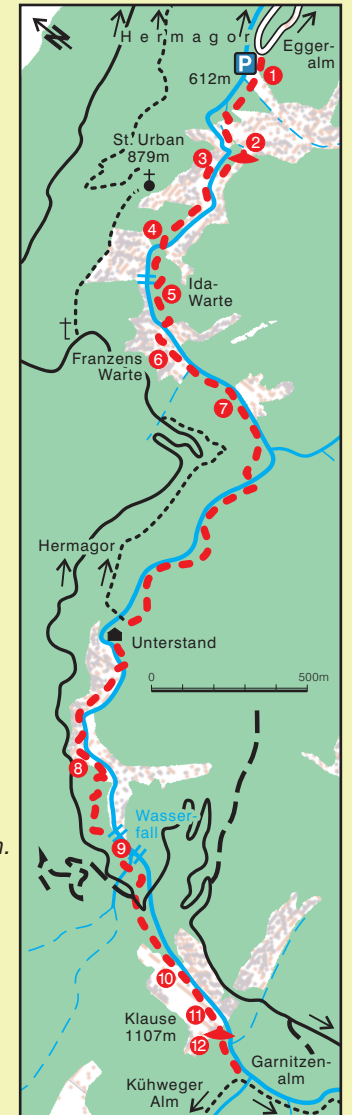 Hermagor
P
Egger-
alm
612m
1
2
St. Urban
879m
3
4
5
Ida-
Warte
Franzens
Warte
6
7
Hermagor
Unterstand
0 500m
8
Wasser-
fall
9
10
11
Klause
1107m
12
Garnitzen-
alm
Kühweger
Alm
N
n.